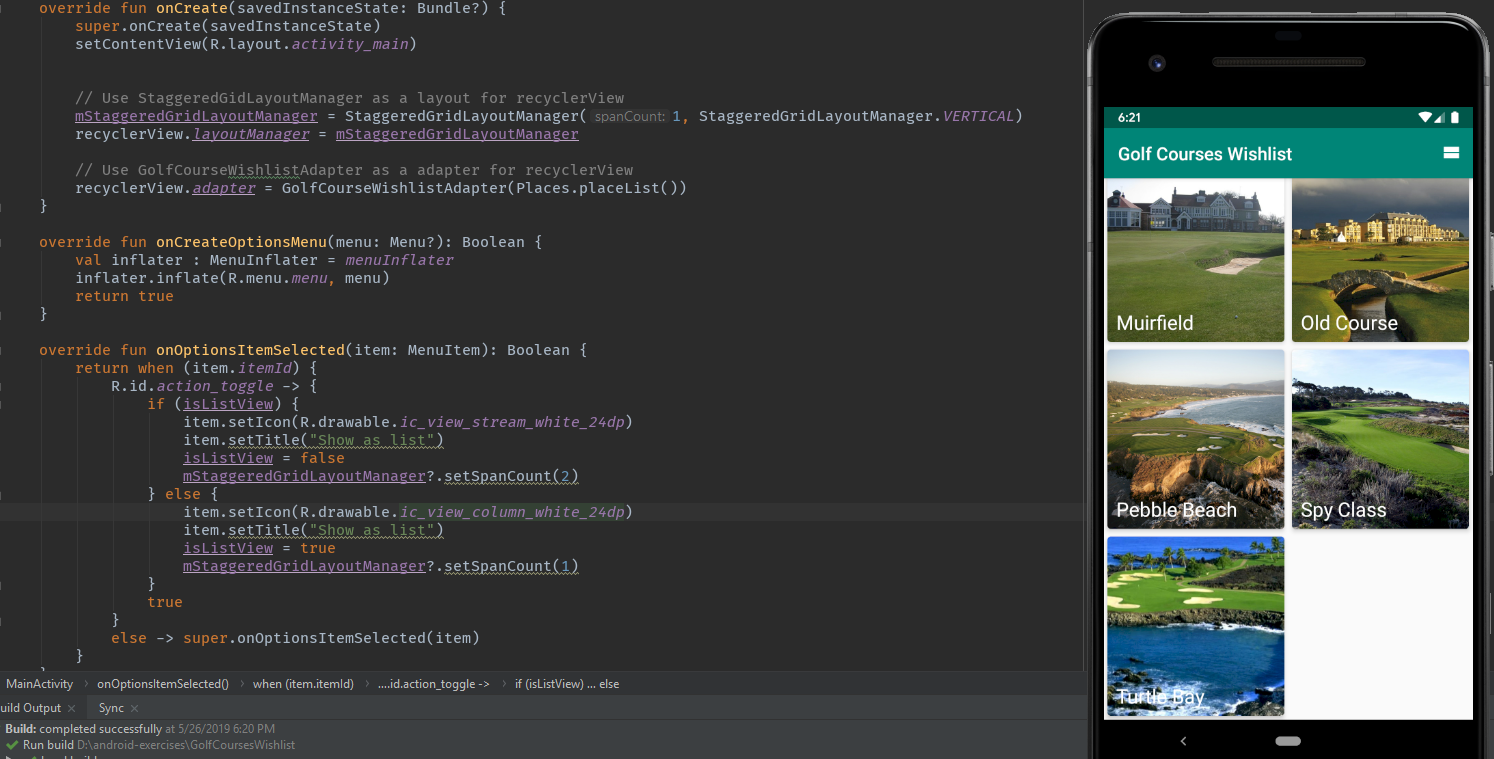 override fun onCreate(savedInstanceState: Bundle?) {
super.onCreate(savedInstanceState)
setContentView(R.layout.activity_main)
// Use StaggeredGidLayoutManager as a layout for recyclerView
mStaggeredGridLayoutManager = StaggeredGridLayoutManager( spanCount: 1, StaggeredGridLayoutManager.VERTICAL)
recyclerView.layoutManager = mStaggeredGridLayoutManager
// Use GolfCourseWishlistAdapter as a adapter for recyclerView
recyclerView.adapter = GolfCourseWishlistAdapter(Places.placeList())
}
override fun onCreateOptionsMenu(menu: Menu?): Boolean {
val inflater : MenuInflater = menuInflater
inflater.inflate(R.menu.menu, menu)
return true
}
override fun onOptionsItemSelected(item: MenuItem): Boolean {
return when (item.itemId) {
R.id.action_toggle -> {
if (isListView) {
item.setIcon(R.drawable.ic_view_stream_white_24dp)
item.setTitle("Show as list")
isListView = false
mStaggeredGridLayoutManager?.setSpanCount(2)
} else {
item.setIcon(R.drawable.ic_view_column_white_24dp)
item.setTitle("Show as list")
isListView = true
mStaggeredGridLayoutManager?.setSpanCount(1)
}
true
}
else -> super.onOptionsItemSelected(item)
}
MainActivity › onOptionsItemSelected() › when (item.itemId) › ....id.action_toggle -> › if (isListView) ... else
uild Output × Sync ×
Build: completed successfully at 5/26/2019 6:20 PM
Run build D:\android-exercises\GolfCoursesWishlist
6:21
Golf Courses Wishlist
Muirfield
Old Course
Pebble Beach
Spy Class
Turtle Bay